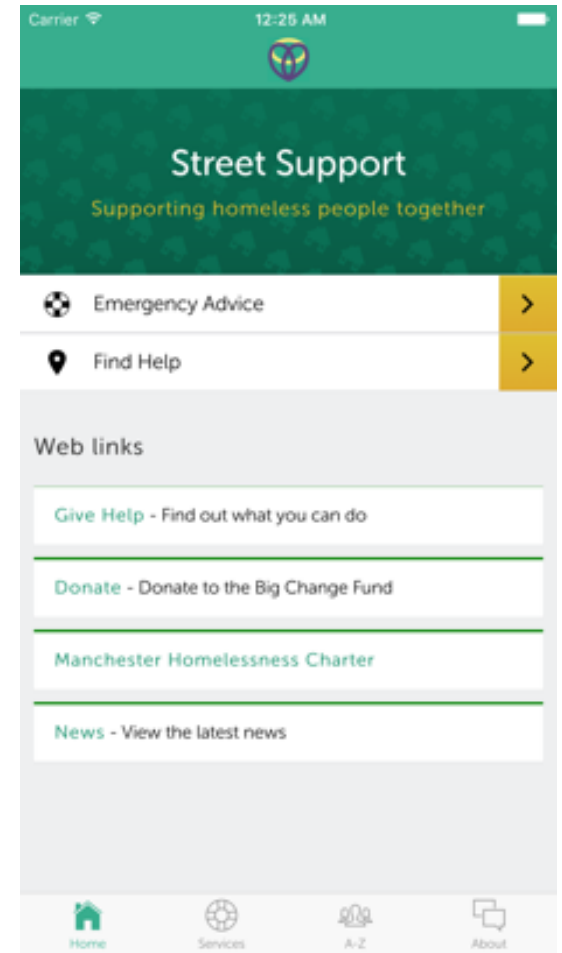 Carrier
12:25 AM
Street Support
Supporting homeless people together
Emergency Advice
Find Help
Web links
Give Help - Find out what you can do
Donate - Donate to the Big Change Fund
Manchester Homelessness Charter
News - View the latest news
Home Services A-Z About